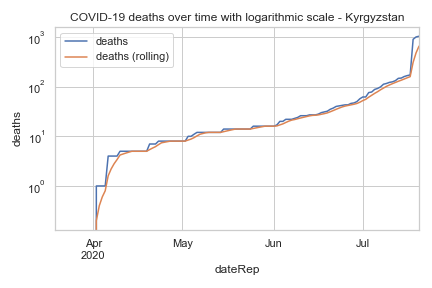 COVID-19 deaths over time with logarithmic scale - Kyrgyzstan
deaths
deaths (rolling)
10³
10²
10¹
10⁰
deaths
Apr
2020
May
Jun
Jul
dateRep